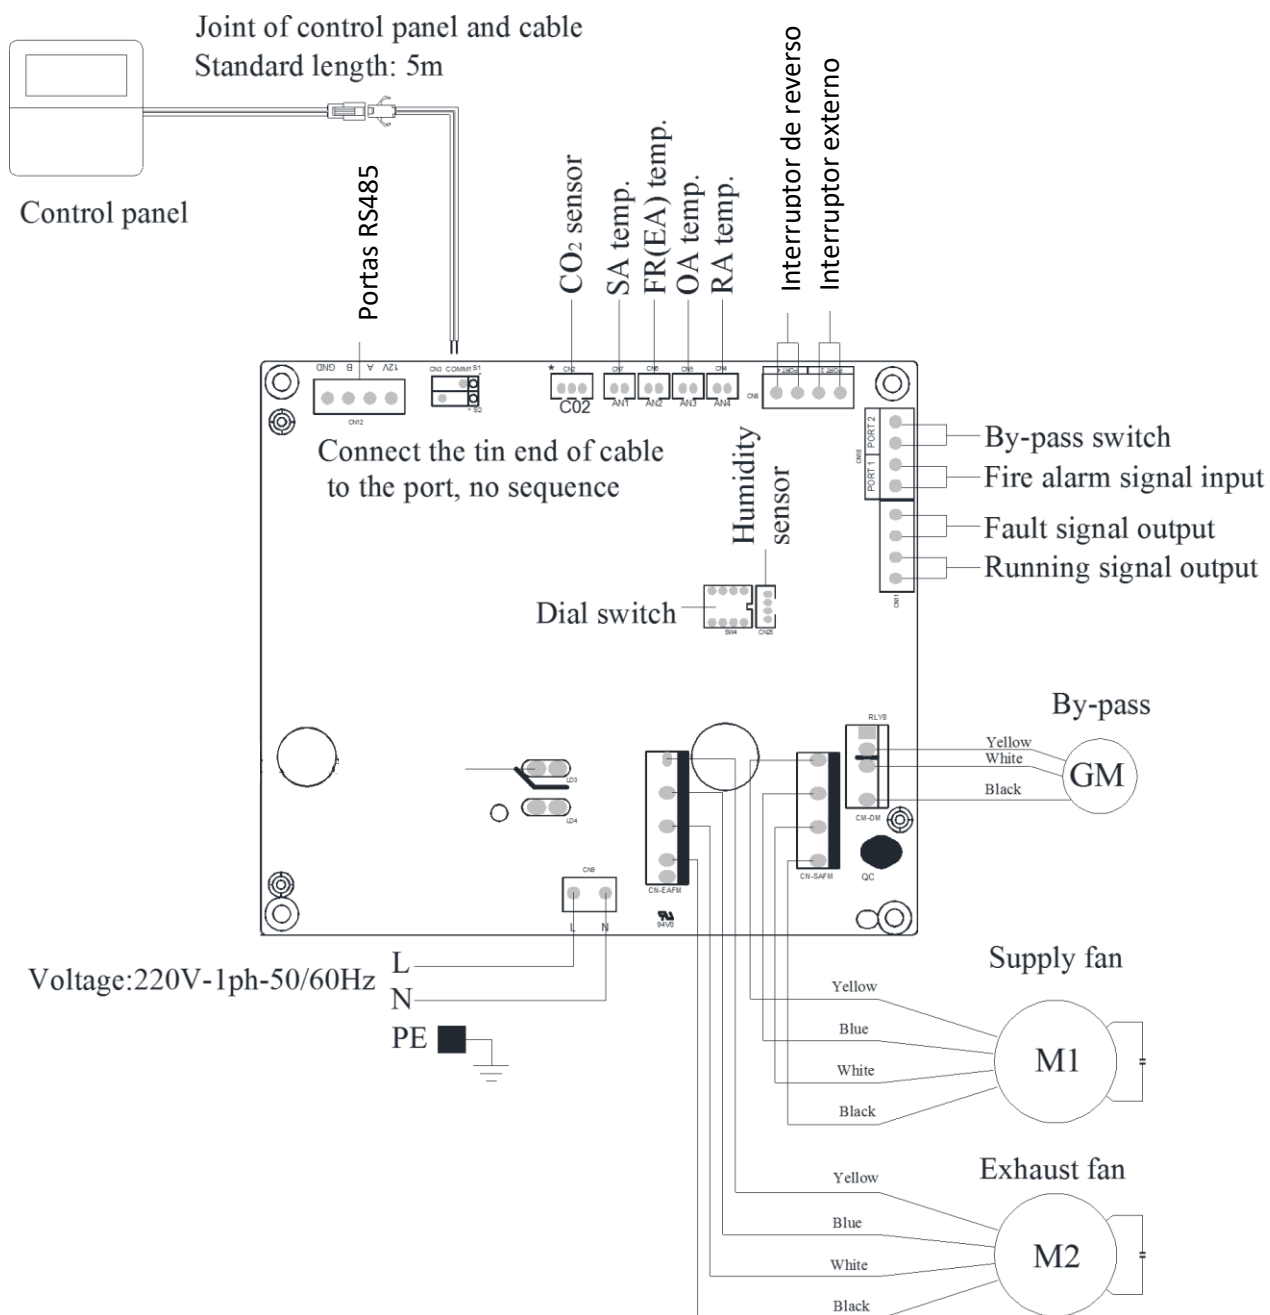 Joint of control panel and cable
Standard length: 5m
Control panel
Portas RS485
CO2 sensor
SA temp.
FR(EA) temp.
OA temp.
RA temp.
Interruptor de reverso
Interruptor externo
GND B A 12V
CN12
CN3 COMM1 S1
S2
* CN2
C02
CN7
AN1
CN6
AN2
CN5
AN3
CN4
AN4
PORT 4 PORT 3
PORT 2
PORT 1
CN11
By-pass switch
Fire alarm signal input
Fault signal output
Running signal output
Connect the tin end of cable
to the port, no sequence
Humidity
sensor
Dial switch
SW4
CN25
RLY8
By-pass
Yellow
White
Black
GM
CM-DM
LD3
LD4
CN9
L N
CN-EAFM
CN-SAFM
QC
94V0
Voltage:220V-1ph-50/60Hz
L
N
PE
Supply fan
Yellow
Blue
White
Black
M1
Exhaust fan
Yellow
Blue
White
Black
M2